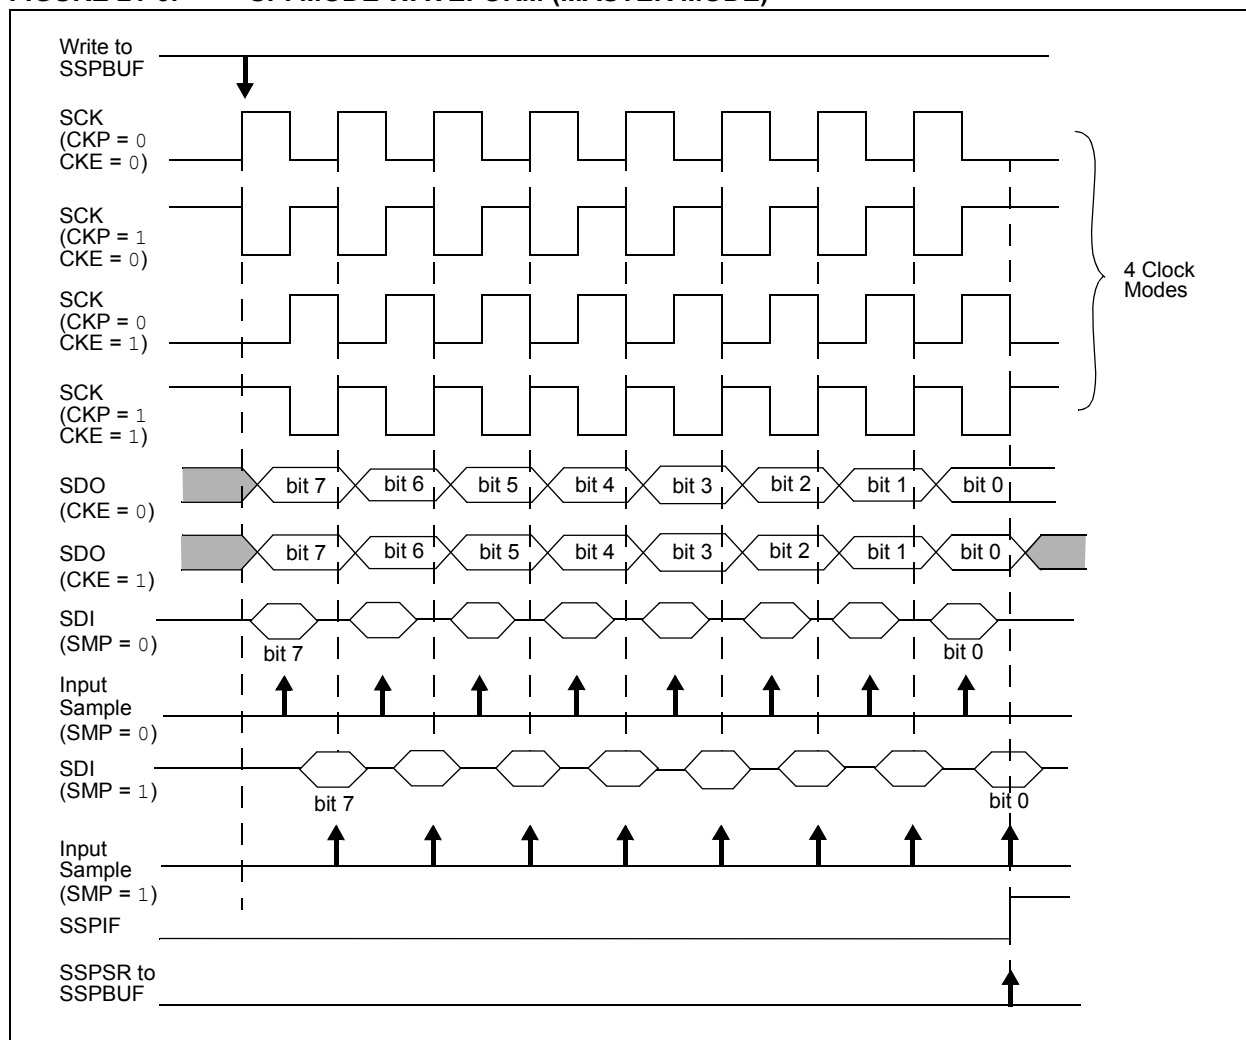 Write to
SSPBUF
SCK
(CKP = 0
CKE = 0)
SCK
(CKP = 1
CKE = 0)
4 Clock
Modes
SCK
(CKP = 0
CKE = 1)
SCK
(CKP = 1
CKE = 1)
SDO
(CKE = 0)
bit 7 bit 6 bit 5 bit 4 bit 3 bit 2 bit 1 bit 0
SDO
(CKE = 1)
bit 7 bit 6 bit 5 bit 4 bit 3 bit 2 bit 1 bit 0
SDI
(SMP = 0)
bit 7 bit 0
Input
Sample
(SMP = 0)
SDI
(SMP = 1)
bit 7 bit 0
Input
Sample
(SMP = 1)
SSPIF
SSPSR to
SSPBUF